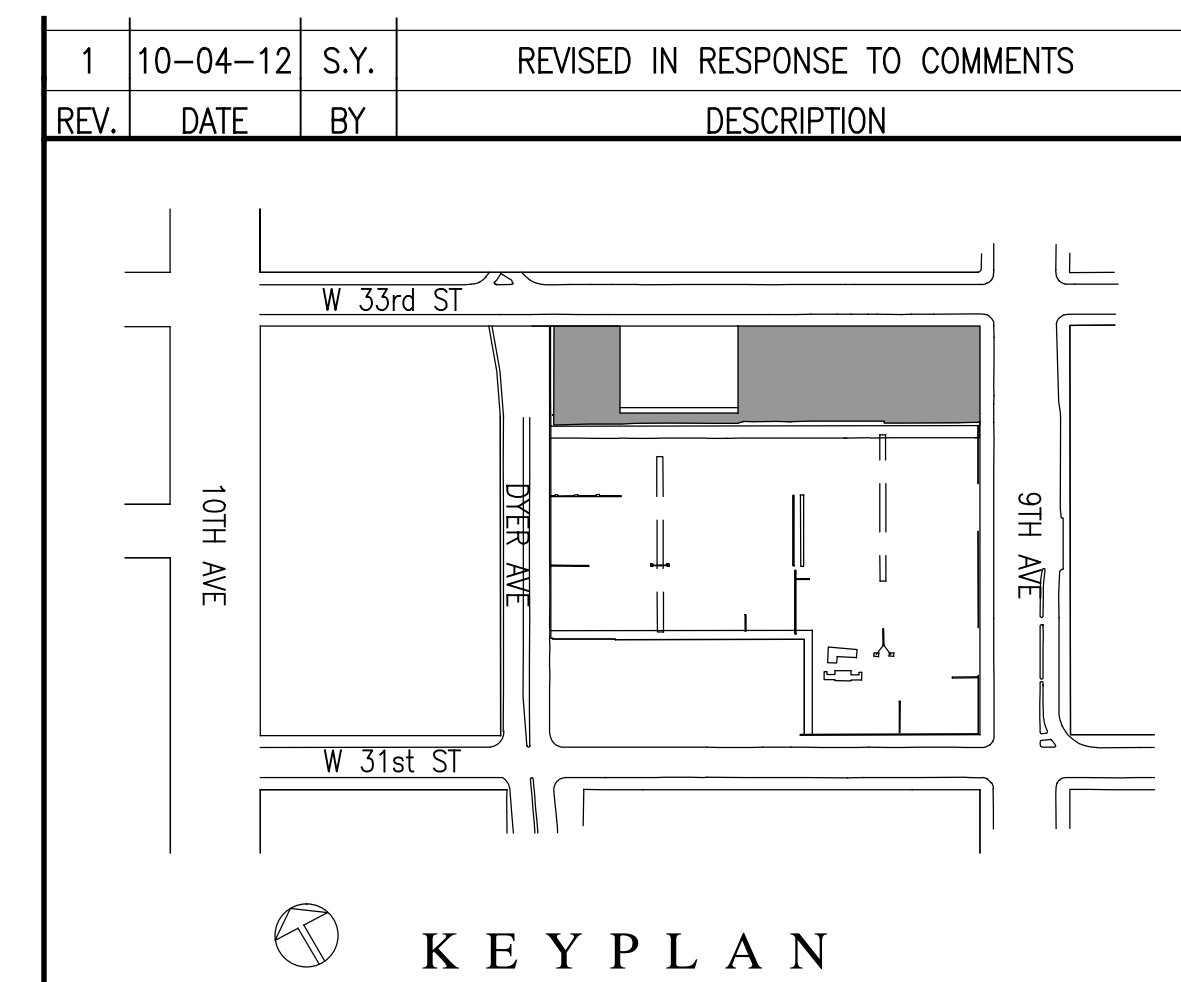 1 10-04-12 S.Y. REVISED IN RESPONSE TO COMMENTS
REV. DATE BY DESCRIPTION
W 33rd ST
10TH AVE
DYER AVE
9TH AVE
W 31st ST
KEYPLAN